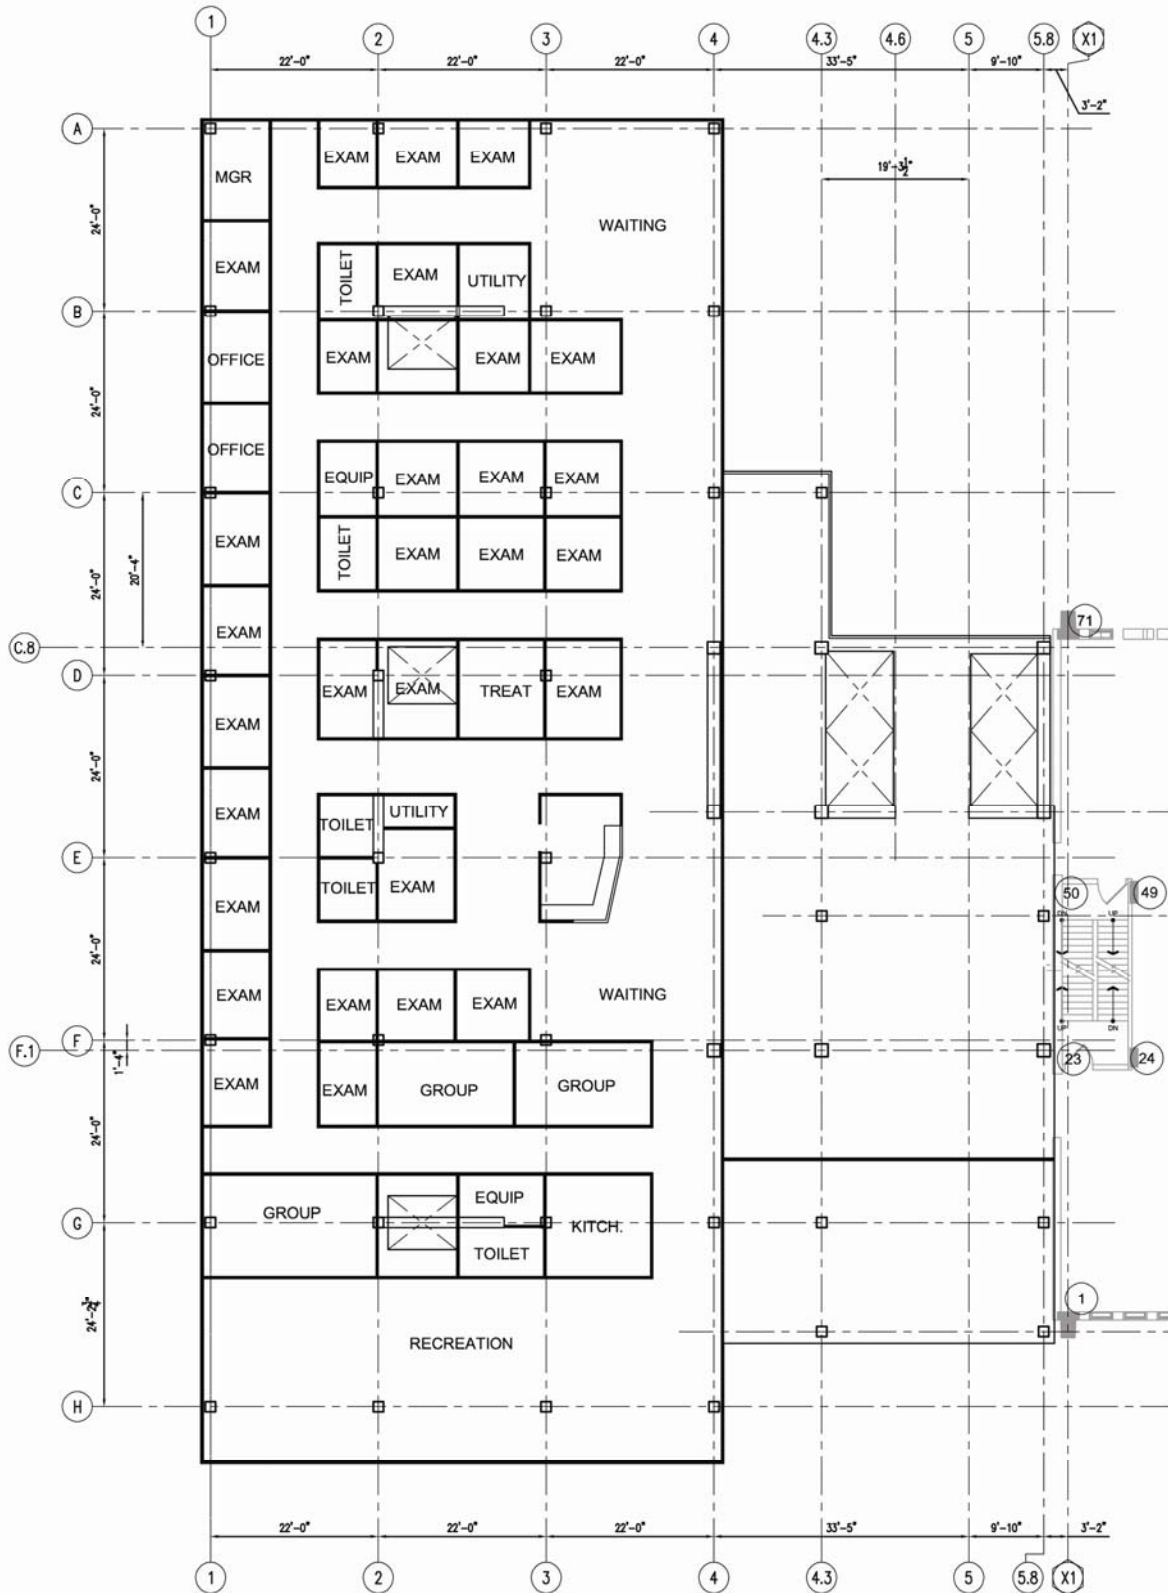 1 2 3 4 4.3 4.6 5 5.8 X1
22'-0" 22'-0" 22'-0" 33'-5" 9'-10"
3'-2"
A
EXAM EXAM EXAM
MGR
19'-3½"
24'-0"
WAITING
EXAM TOILET EXAM UTILITY
B
OFFICE EXAM EXAM EXAM
24'-0"
OFFICE EQUIP EXAM EXAM EXAM
C
EXAM TOILET EXAM EXAM EXAM
20'-4" 24'-0"
71
EXAM
C.8
D
EXAM EXAM TREAT EXAM
EXAM
24'-0"
EXAM TOILET UTILITY
E
TOILET EXAM
50 49
EXAM
DN UP
24'-0"
EXAM EXAM EXAM EXAM WAITING
UP DN
F
F.1
1'-4"
23 24
EXAM EXAM GROUP GROUP
24'-0"
GROUP EQUIP
G
KITCH.
TOILET
24'-2¾"
1
RECREATION
H
22'-0" 22'-0" 22'-0" 33'-5" 9'-10" 3'-2"
1 2 3 4 4.3 5 5.8 X1